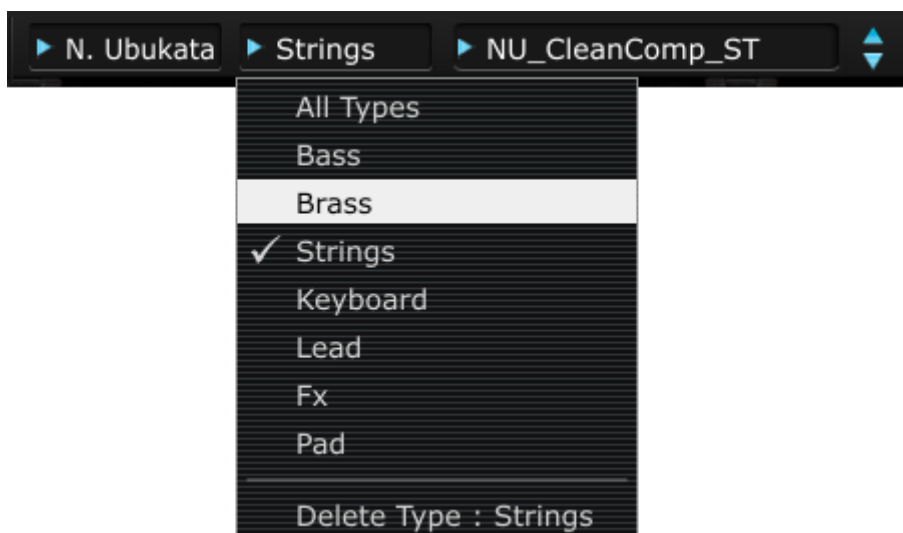 N. Ubukata Strings NU_CleanComp_ST
All Types
Bass
Brass
Strings
Keyboard
Lead
Fx
Pad
Delete Type : Strings